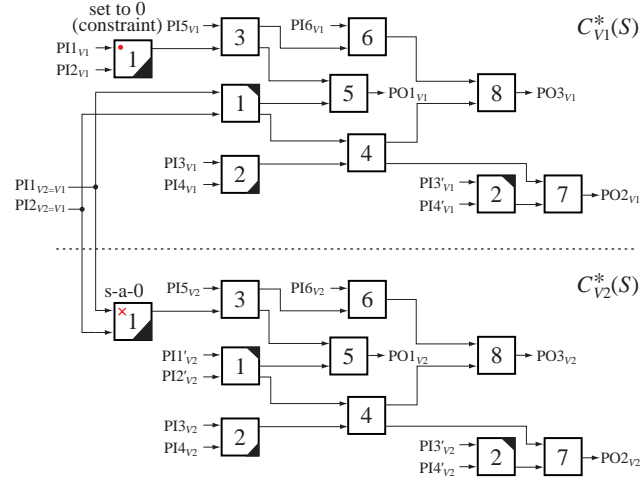 set to 0
(constraint)
C*V1(S)
PI5V1
PI6V1
3
6
PI1V1
PI2V1
1
5
PO1V1
8
PO3V1
1
4
PI3V1
PI4V1
2
PI1V2=V1
PI2V2=V1
PI3'V1
PI4'V1
2
7
PO2V1
C*V2(S)
s-a-0
PI5V2
PI6V2
3
6
1
PI1'V2
PI2'V2
1
5
PO1V2
8
PO3V2
4
PI3V2
PI4V2
2
PI3'V2
PI4'V2
2
7
PO2V2